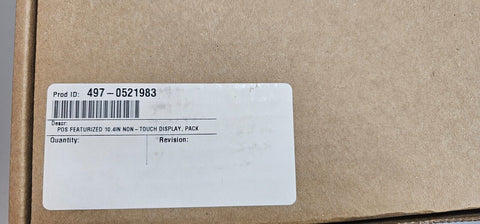 Prod ID: 497-0521983
Descr:
POS FEATURIZED 10.4IN NON-TOUCH DISPLAY, PACK
Quantity: Revision: